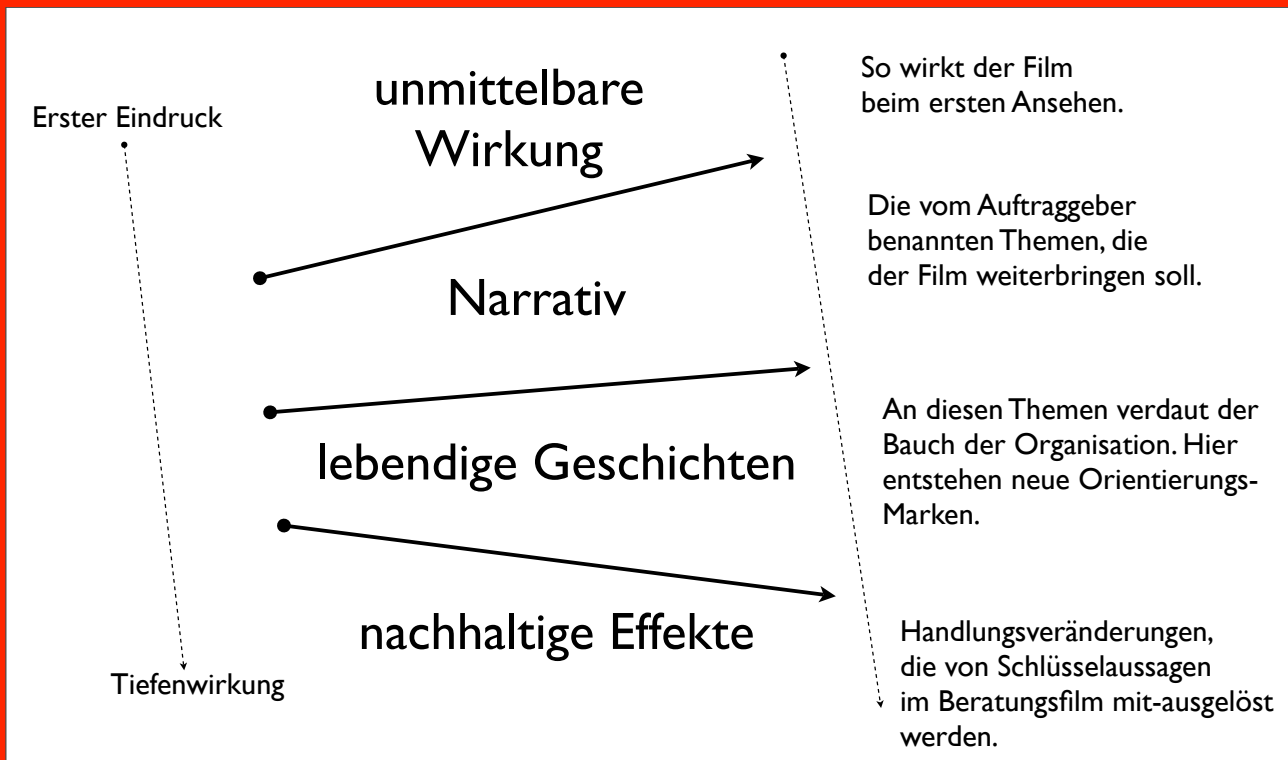 Erster Eindruck
unmittelbare
Wirkung
So wirkt der Film
beim ersten Ansehen.
Narrativ
Die vom Auftraggeber
benannten Themen, die
der Film weiterbringen soll.
lebendige Geschichten
An diesen Themen verdaut der
Bauch der Organisation. Hier
entstehen neue Orientierungs-
Marken.
nachhaltige Effekte
Handlungsveränderungen,
die von Schlüsselaussagen
im Beratungsfilm mit-ausgelöst
werden.
Tiefenwirkung